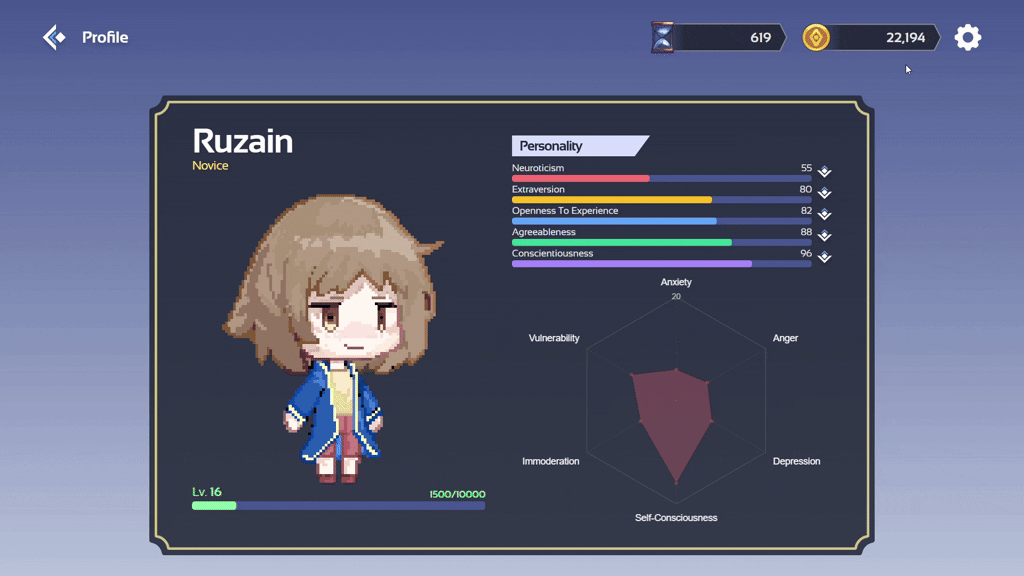 Profile
619
22,194
Ruzain
Novice
Personality
Neuroticism 55
Extraversion 80
Openness To Experience 82
Agreeableness 88
Conscientiousness 96
Anxiety
20
Vulnerability
Anger
Immoderation
Depression
Self-Consciousness
Lv. 16
1500/10000